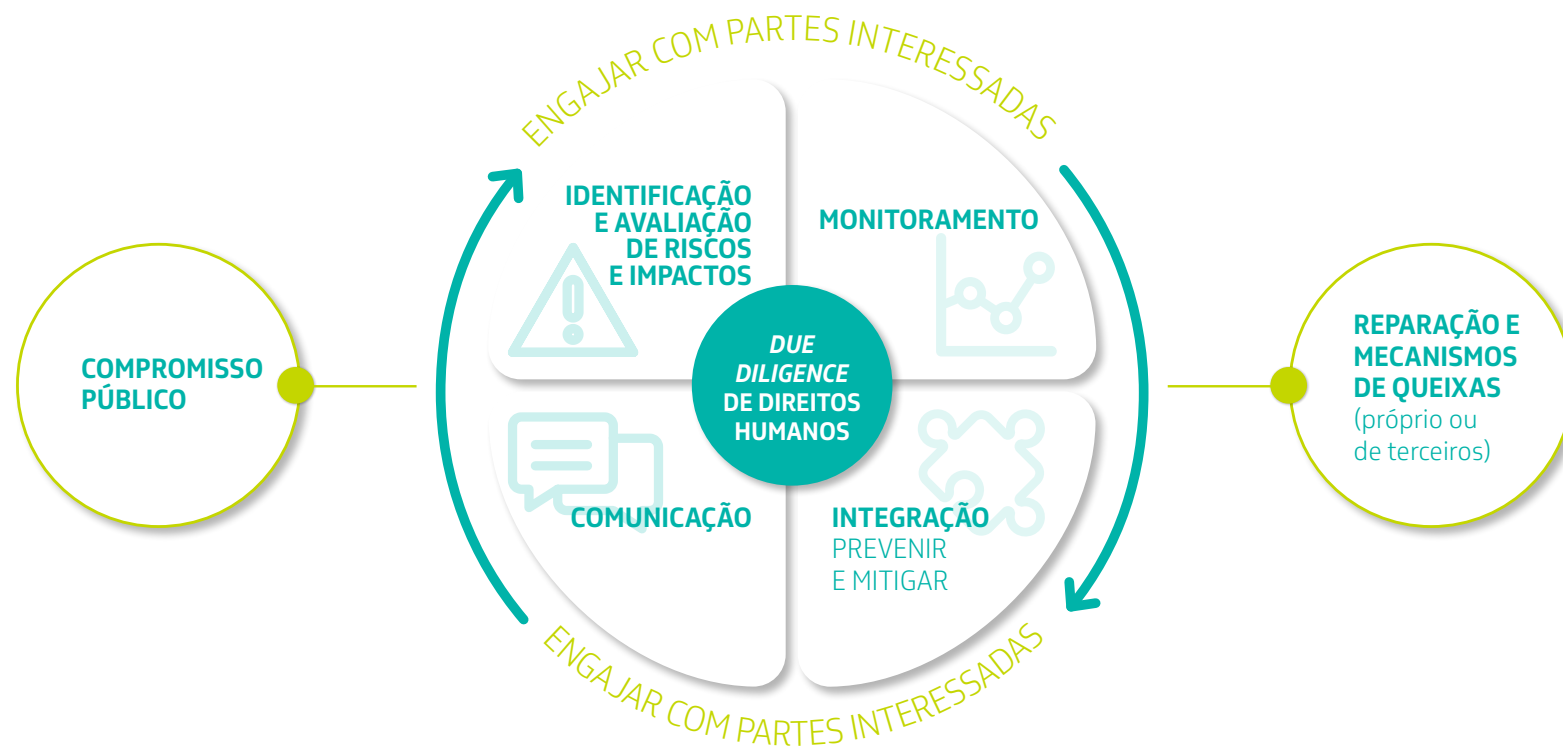 ENGAJAR COM PARTES INTERESSADAS
COMPROMISSO
PÚBLICO
IDENTIFICAÇÃO
E AVALIAÇÃO
DE RISCOS
E IMPACTOS
MONITORAMENTO
DUE
DILIGENCE
DE DIREITOS
HUMANOS
COMUNICAÇÃO
INTEGRAÇÃO
PREVENIR
E MITIGAR
REPARAÇÃO E
MECANISMOS
DE QUEIXAS
(próprio ou
de terceiros)
ENGAJAR COM PARTES INTERESSADAS